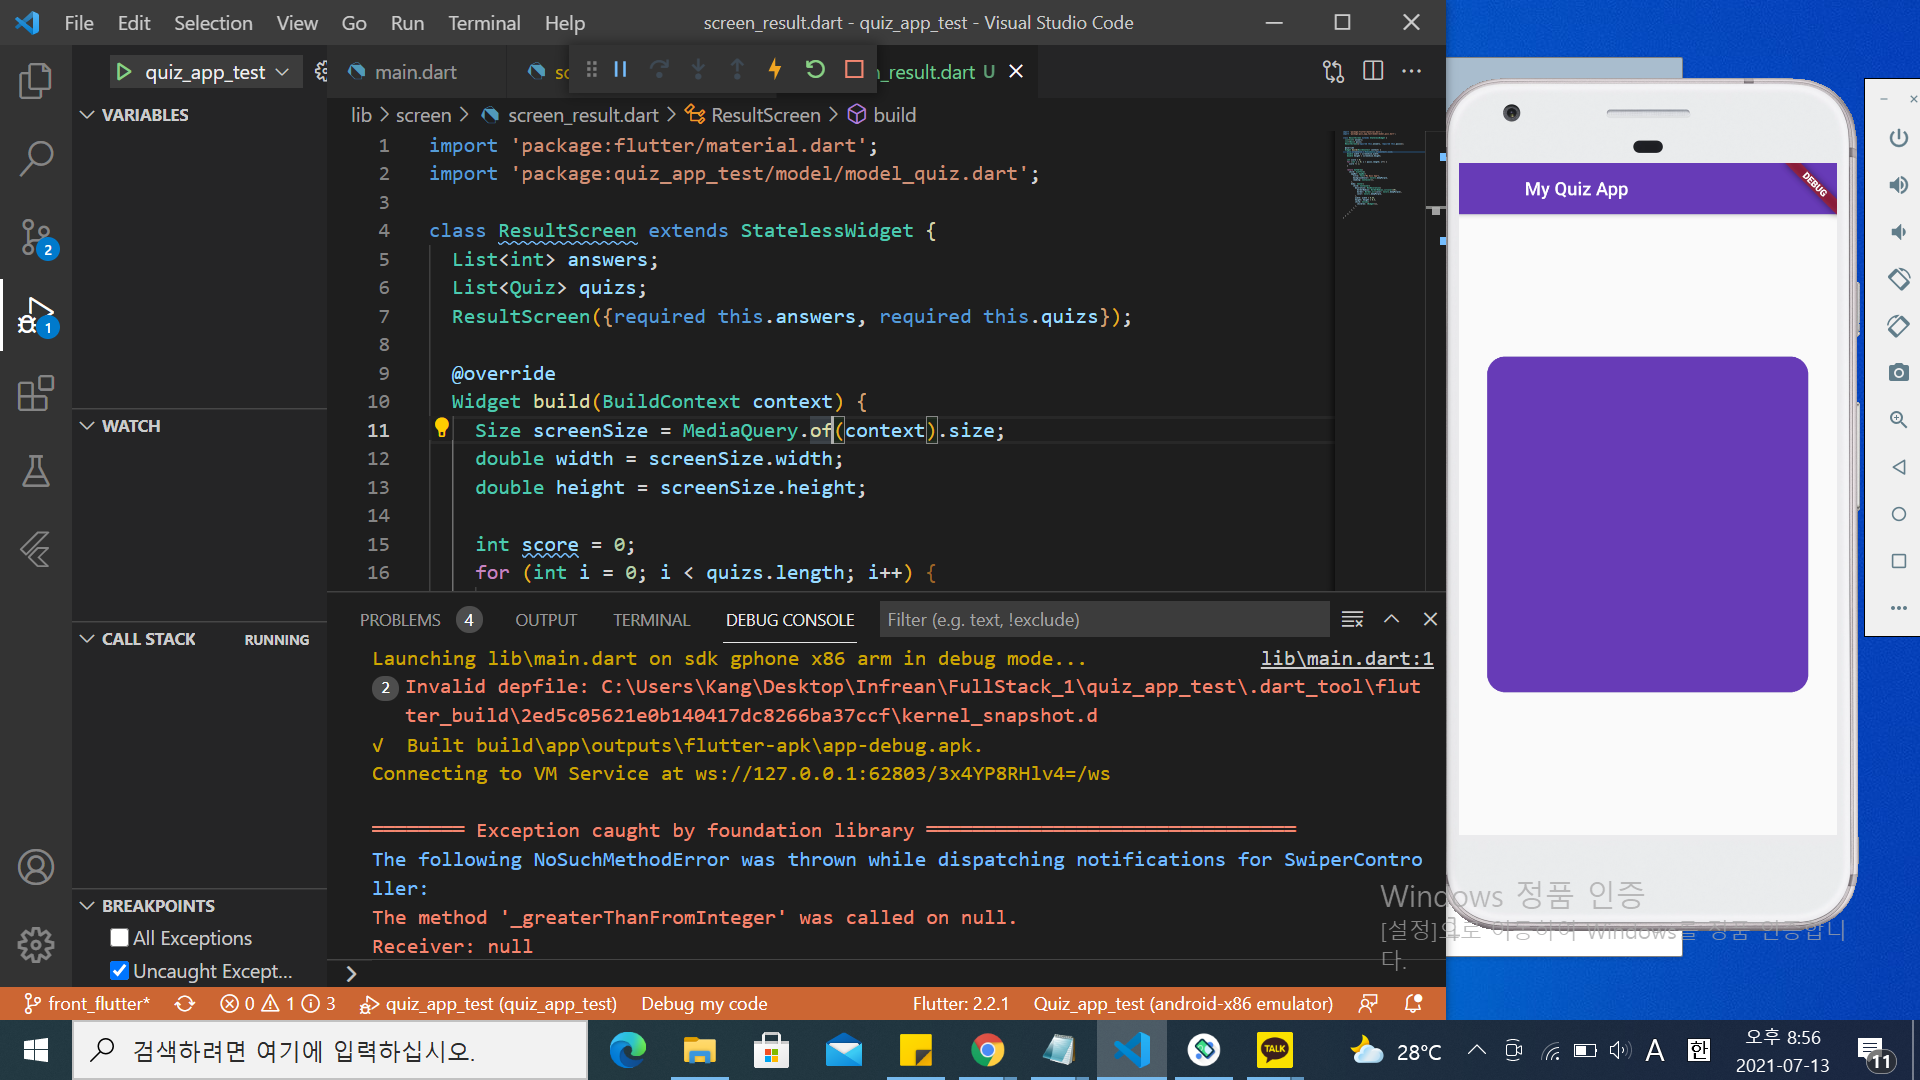 File Edit Selection View Go Run Terminal Help
screen_result.dart - quiz_app_test - Visual Studio Code
quiz_app_test
main.dart
sc
n_result.dart U
VARIABLES
lib > screen > screen_result.dart > ResultScreen > build
1 import 'package:flutter/material.dart';
2 import 'package:quiz_app_test/model/model_quiz.dart';
3
4 class ResultScreen extends StatelessWidget {
5 List<int> answers;
6 List<Quiz> quizs;
7 ResultScreen({required this.answers, required this.quizs});
8
9 @override
10 Widget build(BuildContext context) {
11 Size screenSize = MediaQuery.of(context).size;
12 double width = screenSize.width;
13 double height = screenSize.height;
14
15 int score = 0;
16 for (int i = 0; i < quizs.length; i++) {
2
1
WATCH
CALL STACK RUNNING
BREAKPOINTS
All Exceptions
Uncaught Except...
PROBLEMS 4 OUTPUT TERMINAL DEBUG CONSOLE Filter (e.g. text, !exclude)
Launching lib\main.dart on sdk gphone x86 arm in debug mode... lib\main.dart:1
2 Invalid depfile: C:\Users\Kang\Desktop\Infrean\FullStack_1\quiz_app_test\.dart_tool\flut
ter_build\2ed5c05621e0b140417dc8266ba37ccf\kernel_snapshot.d
√ Built build\app\outputs\flutter-apk\app-debug.apk.
Connecting to VM Service at ws://127.0.0.1:62803/3x4YP8RHlv4=/ws
════════ Exception caught by foundation library ════════════════════════════════
The following NoSuchMethodError was thrown while dispatching notifications for SwiperContro
ller:
The method '_greaterThanFromInteger' was called on null.
Receiver: null
My Quiz App
DEBUG
Windows 정품 인증
[설정]으로 이동하여 Windows를 정품 인증합니
다.
front_flutter* 0 1 3 quiz_app_test (quiz_app_test) Debug my code Flutter: 2.2.1 Quiz_app_test (android-x86 emulator)
검색하려면 여기에 입력하십시오.
TALK
28°C
A
한
오후 8:56
2021-07-13
11